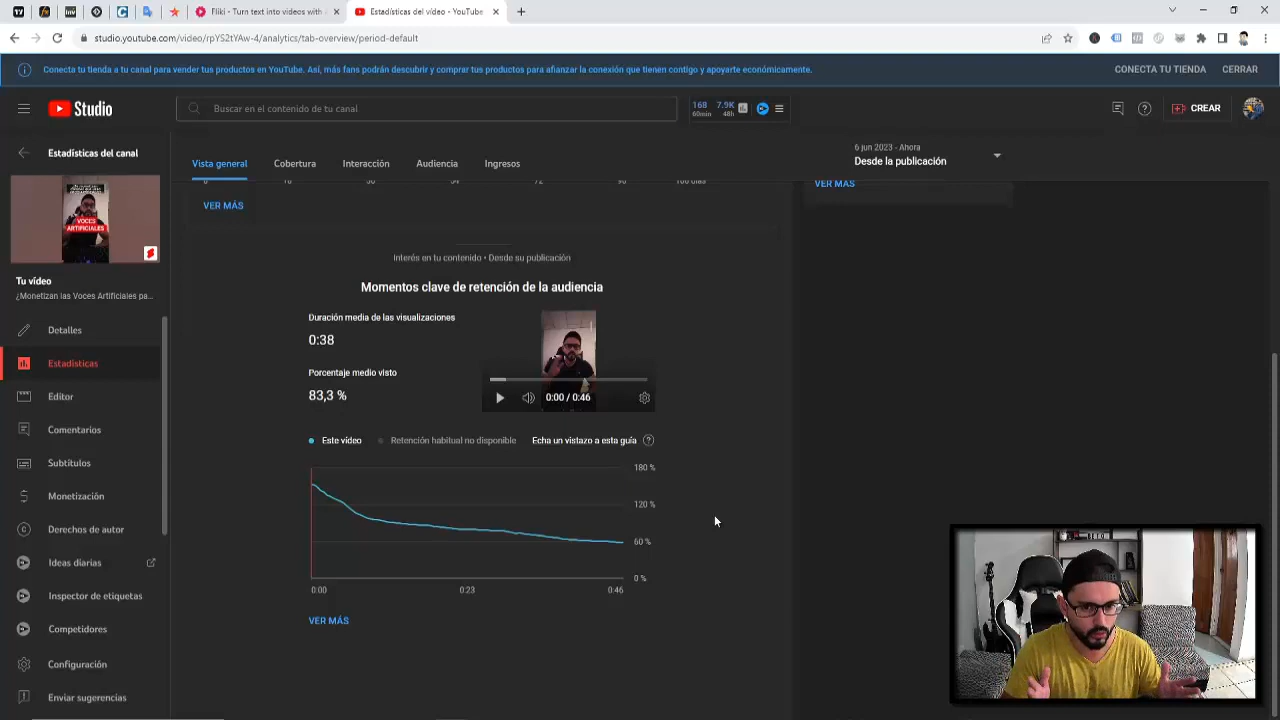 Fliki - Turn text into videos with
Estadísticas del vídeo - YouTube
studio.youtube.com/video/rpYS2tYAw-4/analytics/tab-overview/period-default
Conecta tu tienda a tu canal para vender tus productos en YouTube. Así, más fans podrán descubrir y comprar tus productos para afianzar la conexión que tienen contigo y apoyarte económicamente.
CONECTA TU TIENDA
CERRAR
Studio
Buscar en el contenido de tu canal
168
60min
7.9K
48h
CREAR
Estadísticas del canal
Vista general
Cobertura
Interacción
Audiencia
Ingresos
6 jun 2023 - Ahora
Desde la publicación
VOCES
ARTIFICIALES
VER MÁS
VER MÁS
Tu vídeo
¿Monetizan las Voces Artificiales pa...
Detalles
Estadísticas
Editor
Comentarios
Subtítulos
Monetización
Derechos de autor
Ideas diarias
Inspector de etiquetas
Competidores
Configuración
Enviar sugerencias
Interés en tu contenido • Desde su publicación
Momentos clave de retención de la audiencia
Duración media de las visualizaciones
0:38
Porcentaje medio visto
83,3 %
0:00 / 0:46
Este vídeo
Retención habitual no disponible
Echa un vistazo a esta guía
180 %
120 %
60 %
0 %
0:00
0:23
0:46
VER MÁS